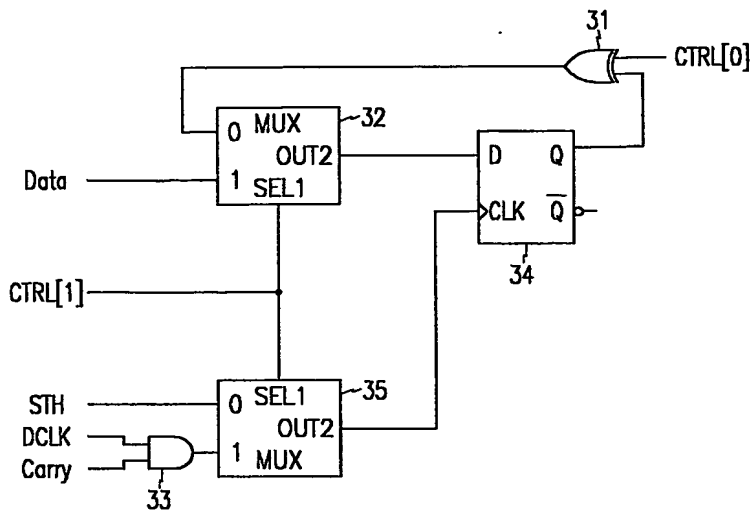 31
CTRL[0]
0 MUX
32
OUT2
Data
1
SEL1
D Q
CLK Q̅
34
CTRL[1]
STH
0 SEL1
35
DCLK
OUT2
Carry
1 MUX
33